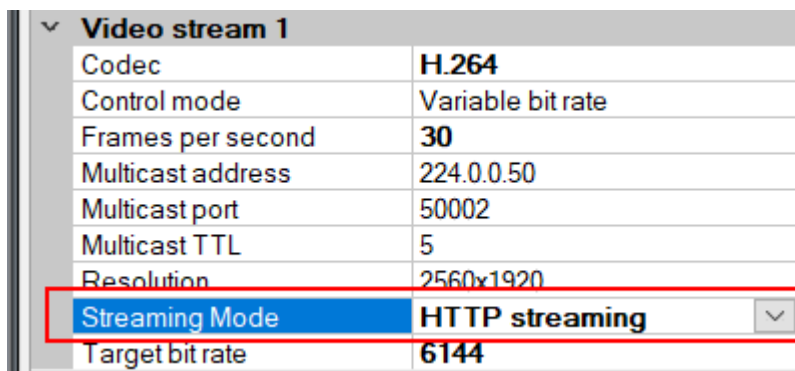 Video stream 1
Codec H.264
Control mode Variable bit rate
Frames per second 30
Multicast address 224.0.0.50
Multicast port 50002
Multicast TTL 5
Resolution 2560x1920
Streaming Mode HTTP streaming
Target bit rate 6144